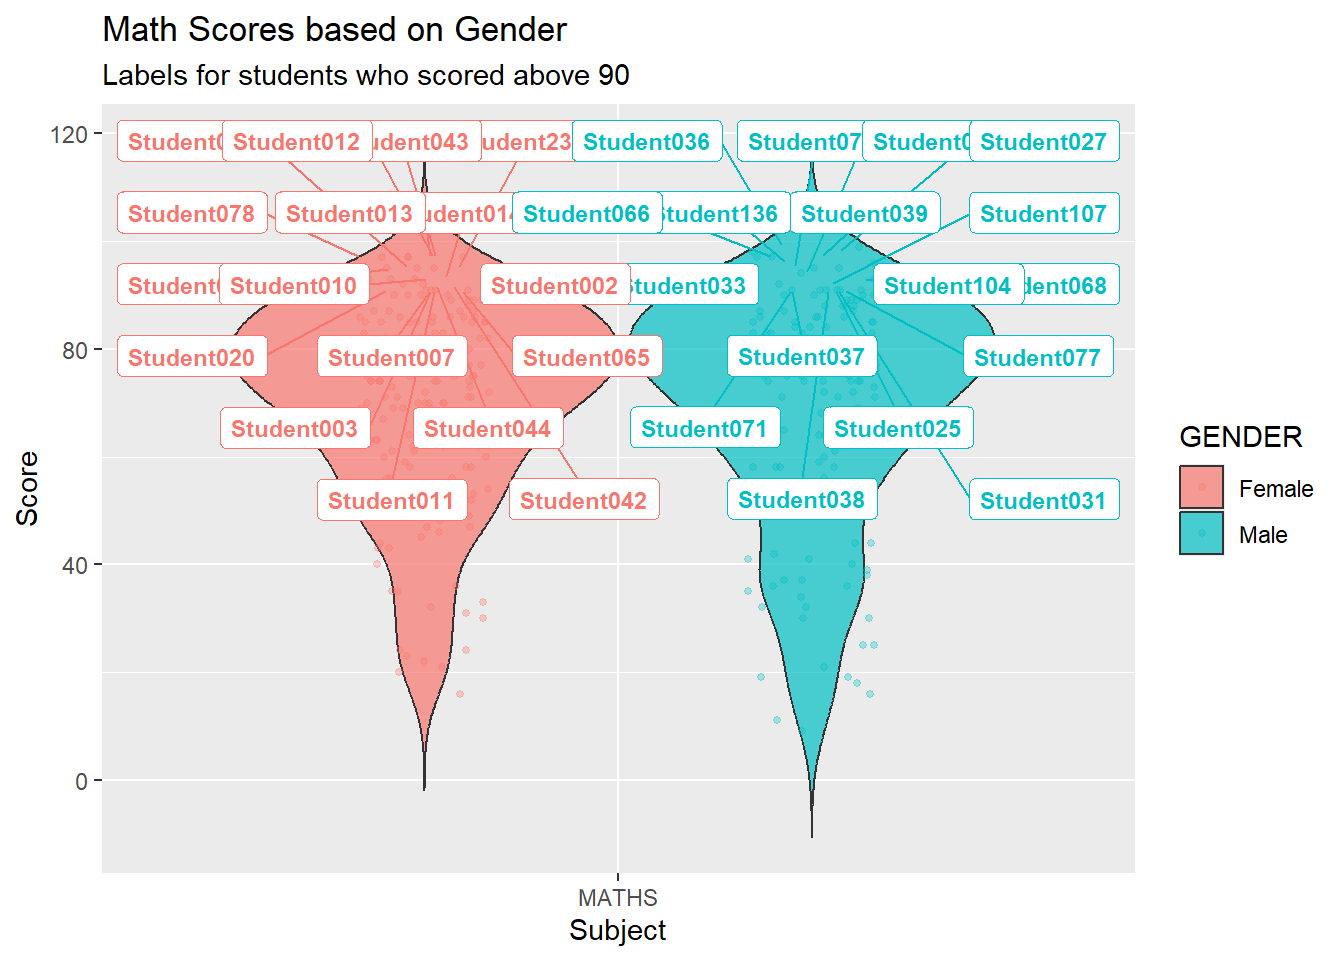 Math Scores based on Gender
Labels for students who scored above 90
Score
120
80
40
0
Student012
Student036
Student027
Student078
Student013
Student066
Student039
Student107
Student010
Student002
Student104
Student020
Student007
Student065
Student037
Student077
Student003
Student044
Student071
Student025
Student011
Student042
Student038
Student031
MATHS
Subject
GENDER
Female
Male